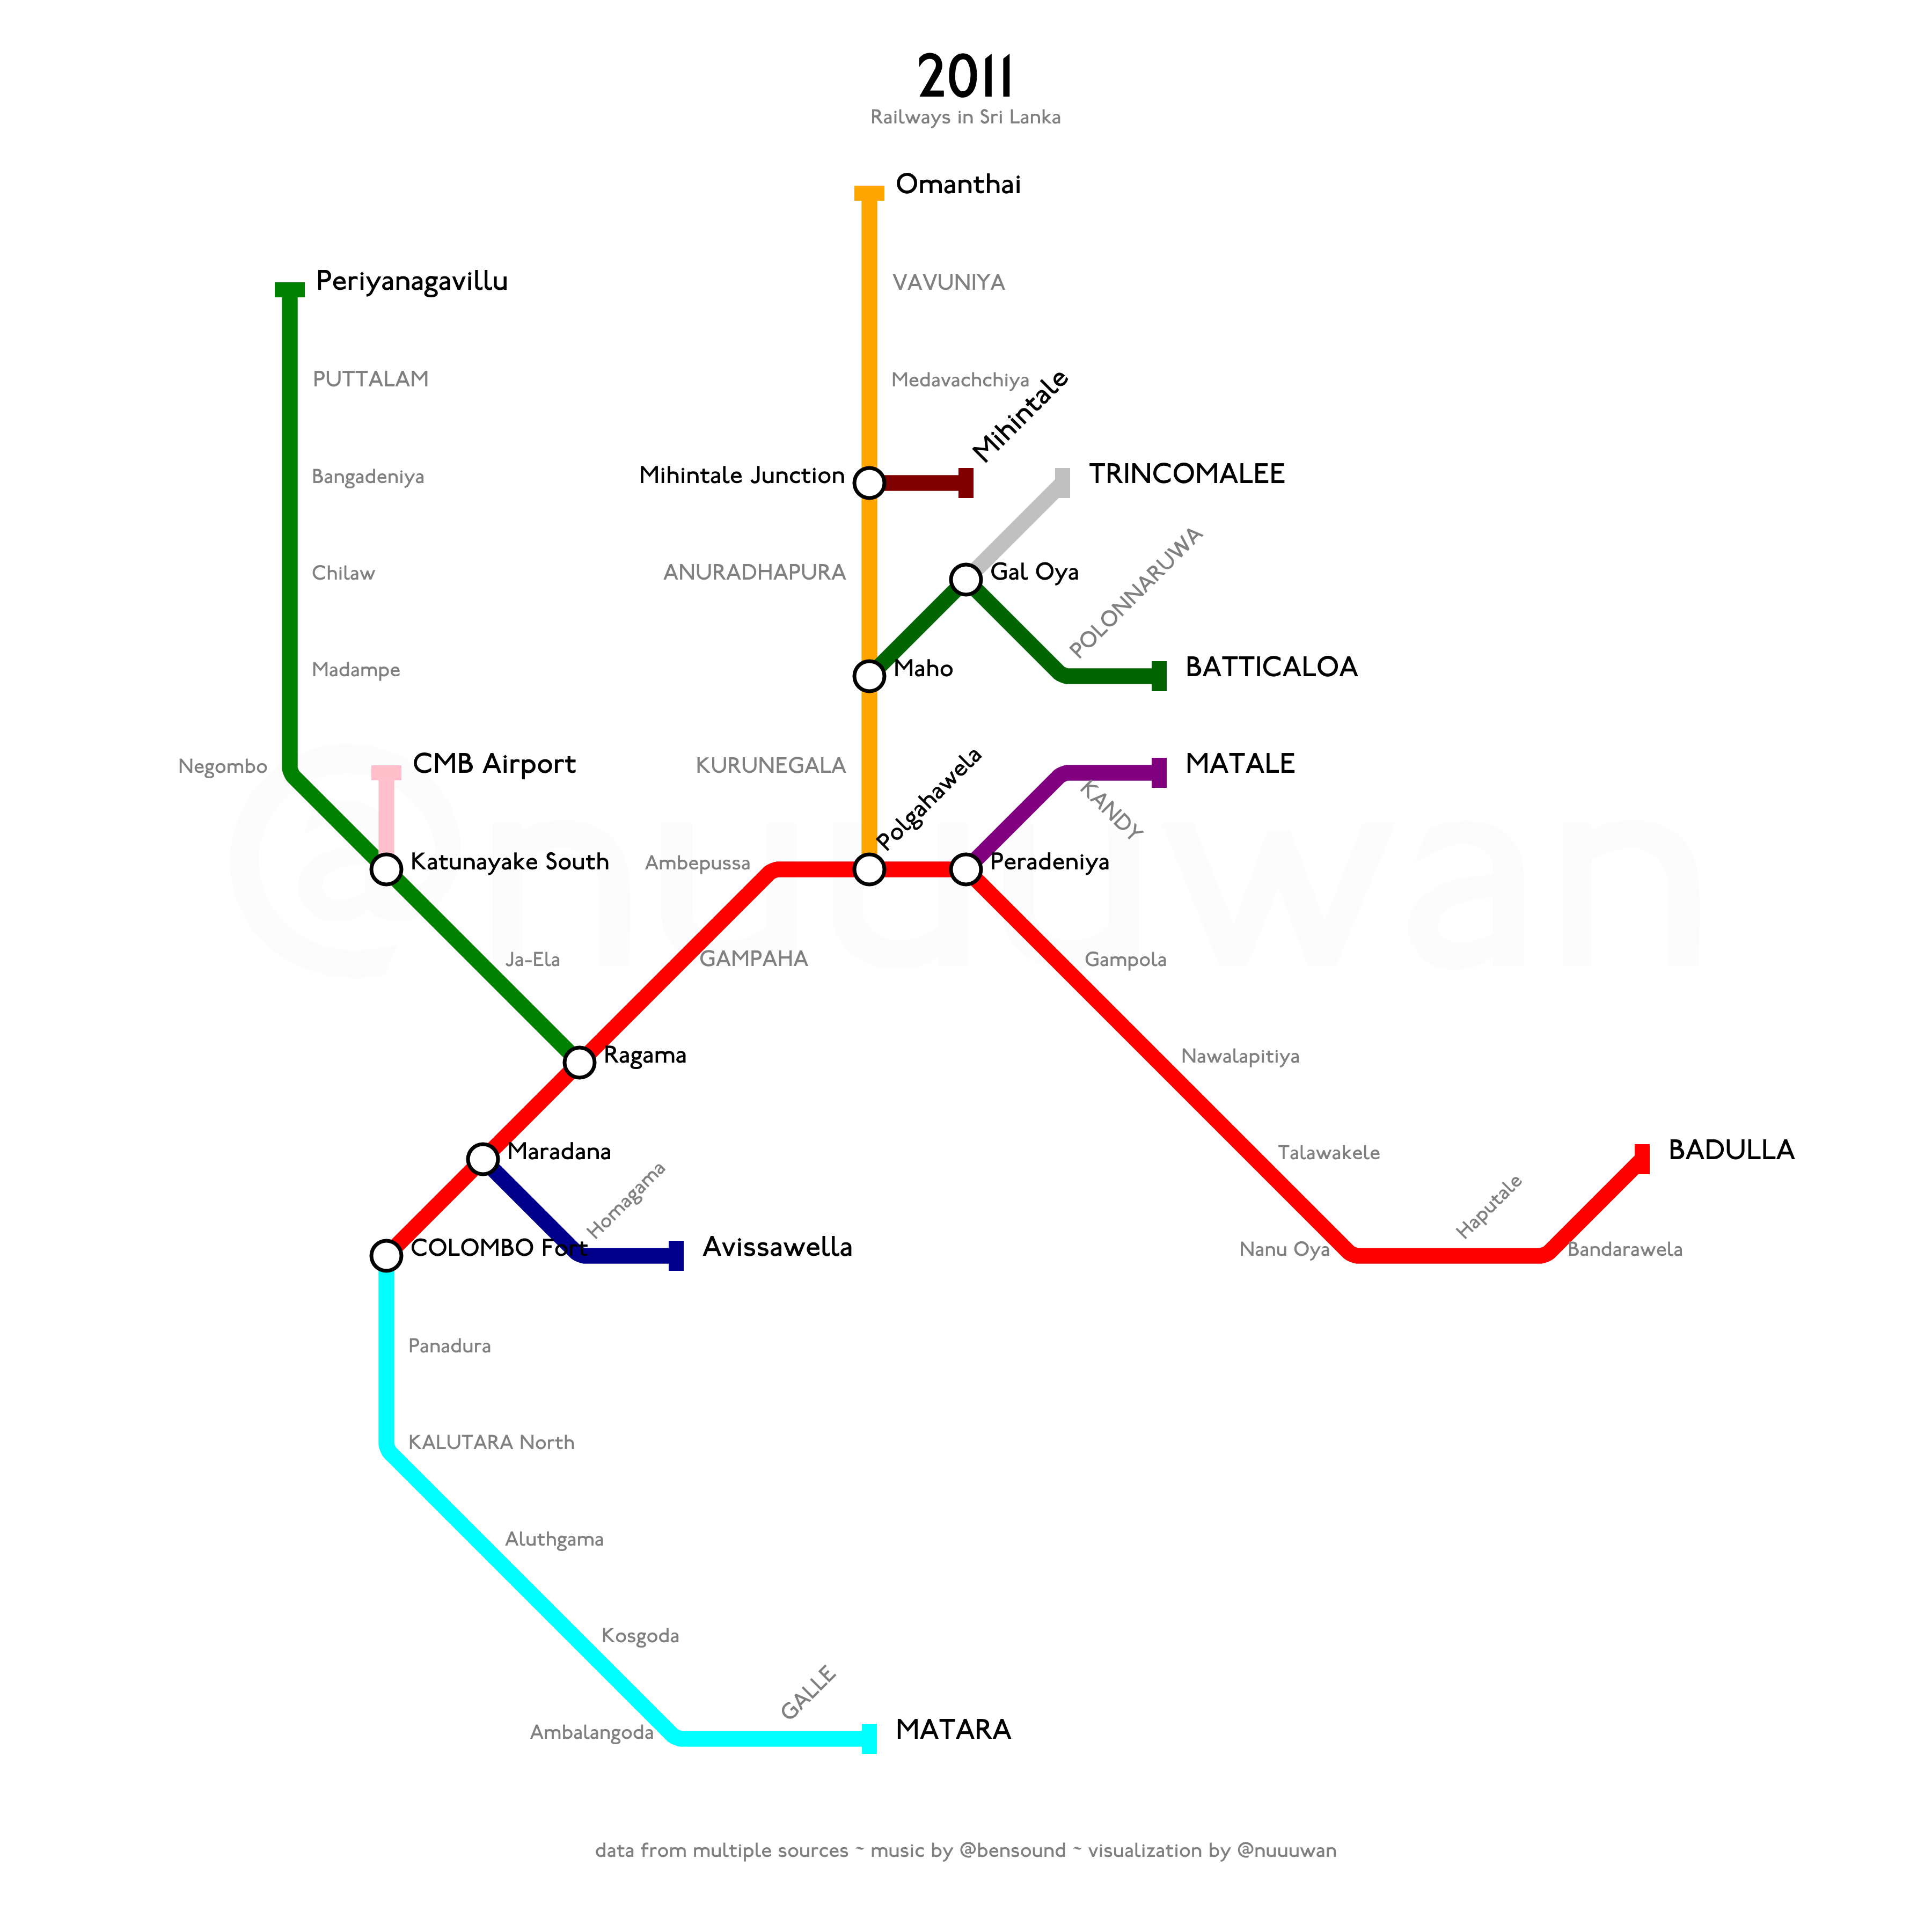 2011
Railways in Sri Lanka
Omanthai
Periyanagavillu
VAVUNIYA
PUTTALAM
Medavachchiya
Mihintale
Bangadeniya
Mihintale Junction
TRINCOMALEE
Chilaw
ANURADHAPURA
Gal Oya
POLONNARUWA
Madampe
Maho
BATTICALOA
Negombo
CMB Airport
KURUNEGALA
Polgahawela
MATALE
KANDY
@nuuuwan
Katunayake South
Ambepussa
Peradeniya
Ja-Ela
GAMPAHA
Gampola
Ragama
Nawalapitiya
Maradana
Homagama
Talawakele
Haputale
BADULLA
COLOMBO Fort
Avissawella
Nanu Oya
Bandarawela
Panadura
KALUTARA North
Aluthgama
Kosgoda
GALLE
Ambalangoda
MATARA
data from multiple sources ~ music by @bensound ~ visualization by @nuuuwan